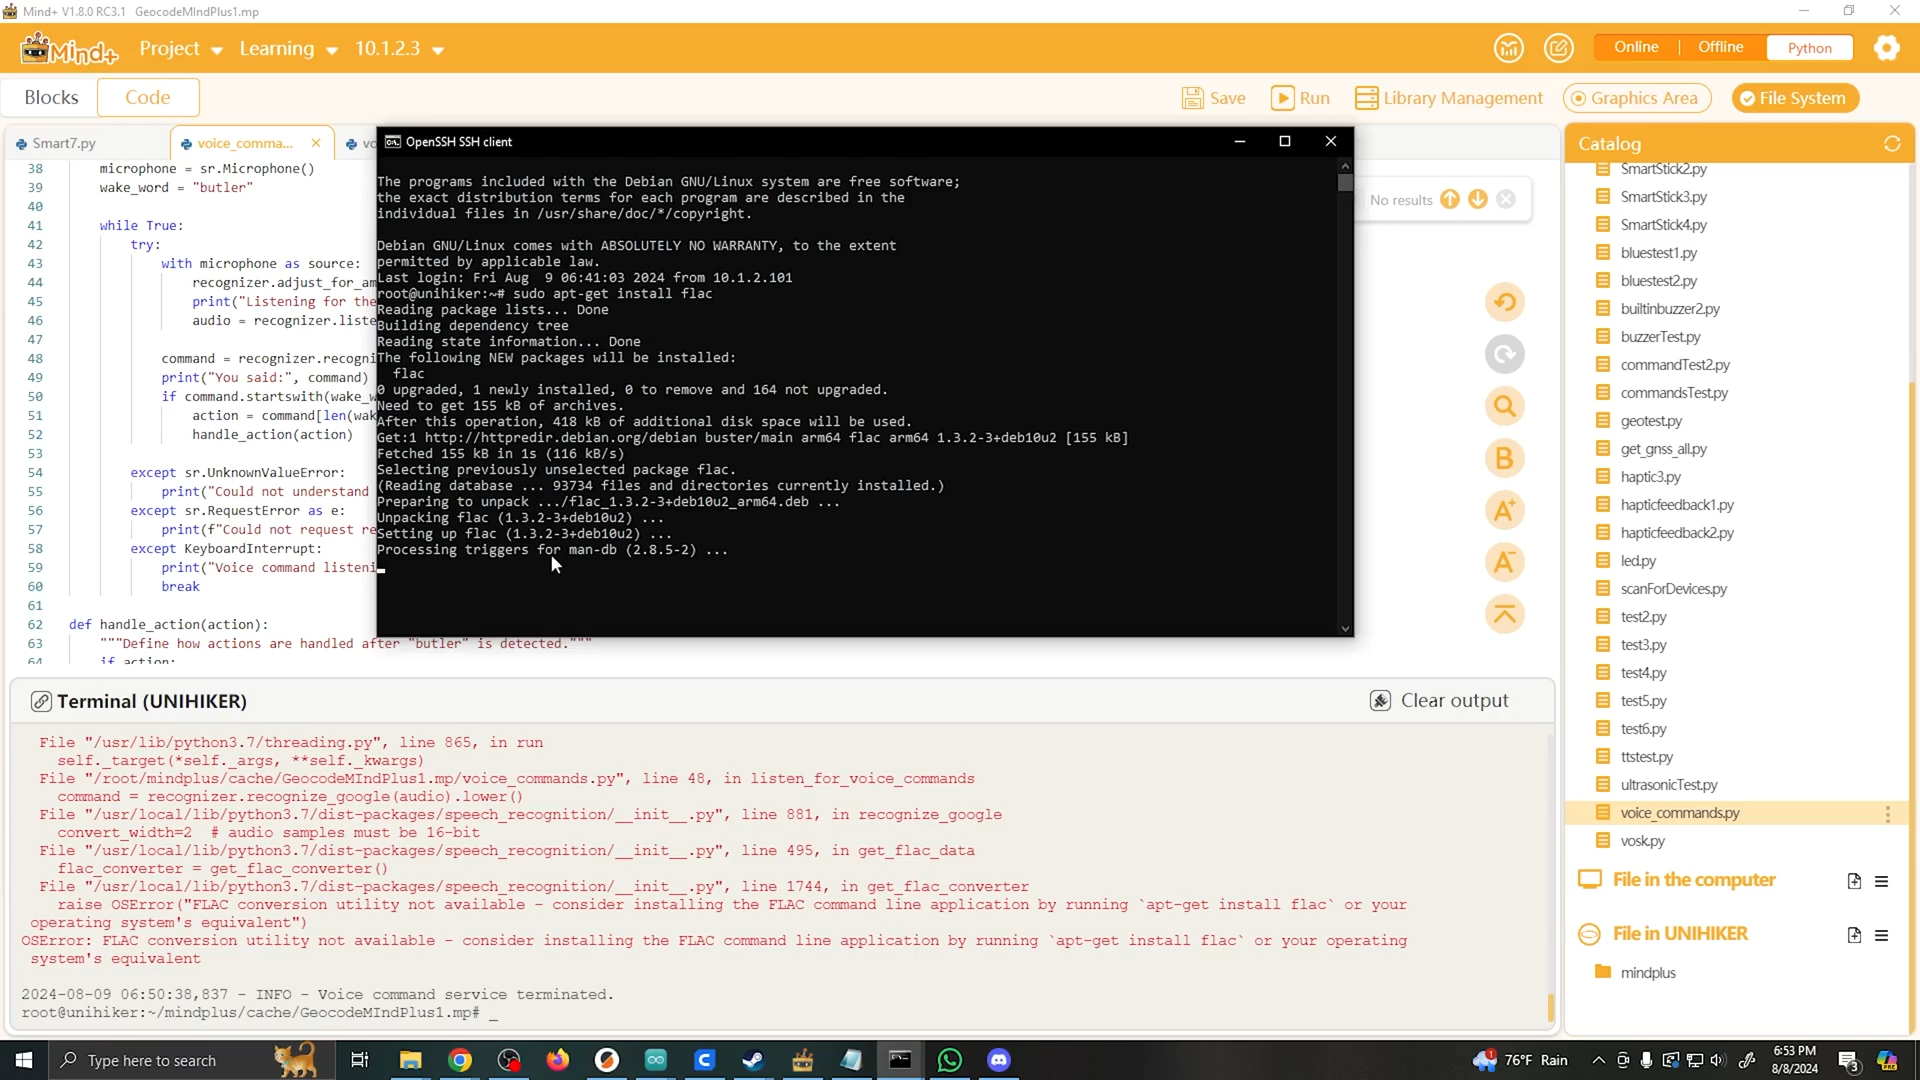 Mind+ V1.8.0 RC3.1 GeocodeMIndPlus1.mp
Mind+ Project Learning 10.1.2.3
Online Offline Python
Blocks Code
Save Run Library Management Graphics Area File System
Smart7.py voice_comma... vo
38 microphone = sr.Microphone()
39 wake_word = "butler"
40
41 while True:
42 try:
43 with microphone as source:
44 recognizer.adjust_for_am
45 print("Listening for the
46 audio = recognizer.liste
47
48 command = recognizer.recogni
49 print("You said:", command)
50 if command.startswith(wake_w
51 action = command[len(wak
52 handle_action(action)
53
54 except sr.UnknownValueError:
55 print("Could not understand
56 except sr.RequestError as e:
57 print(f"Could not request re
58 except KeyboardInterrupt:
59 print("Voice command listeni
60 break
61
62 def handle_action(action):
63 """Define how actions are handled after "butler" is detected."""
64 if action:
OpenSSH SSH client
The programs included with the Debian GNU/Linux system are free software;
the exact distribution terms for each program are described in the
individual files in /usr/share/doc/*/copyright.
Debian GNU/Linux comes with ABSOLUTELY NO WARRANTY, to the extent
permitted by applicable law.
Last login: Fri Aug  9 06:41:03 2024 from 10.1.2.101
root@unihiker:~# sudo apt-get install flac
Reading package lists... Done
Building dependency tree
Reading state information... Done
The following NEW packages will be installed:
flac
0 upgraded, 1 newly installed, 0 to remove and 164 not upgraded.
Need to get 155 kB of archives.
After this operation, 418 kB of additional disk space will be used.
Get:1 http://httpredir.debian.org/debian buster/main arm64 flac arm64 1.3.2-3+deb10u2 [155 kB]
Fetched 155 kB in 1s (116 kB/s)
Selecting previously unselected package flac.
(Reading database ... 93734 files and directories currently installed.)
Preparing to unpack .../flac_1.3.2-3+deb10u2_arm64.deb ...
Unpacking flac (1.3.2-3+deb10u2) ...
Setting up flac (1.3.2-3+deb10u2) ...
Processing triggers for man-db (2.8.5-2) ...
No results
B
A+
A-
Catalog
SmartStick2.py
SmartStick3.py
SmartStick4.py
bluestest1.py
bluestest2.py
builtinbuzzer2.py
buzzerTest.py
commandTest2.py
commandsTest.py
geotest.py
get_gnss_all.py
haptic3.py
hapticfeedback1.py
hapticfeedback2.py
led.py
scanForDevices.py
test2.py
test3.py
test4.py
test5.py
test6.py
ttstest.py
ultrasonicTest.py
voice_commands.py
vosk.py
File in the computer
File in UNIHIKER
mindplus
Terminal (UNIHIKER) Clear output
File "/usr/lib/python3.7/threading.py", line 865, in run
self._target(*self._args, **self._kwargs)
File "/root/mindplus/cache/GeocodeMIndPlus1.mp/voice_commands.py", line 48, in listen_for_voice_commands
command = recognizer.recognize_google(audio).lower()
File "/usr/local/lib/python3.7/dist-packages/speech_recognition/__init__.py", line 881, in recognize_google
convert_width=2  # audio samples must be 16-bit
File "/usr/local/lib/python3.7/dist-packages/speech_recognition/__init__.py", line 495, in get_flac_data
flac_converter = get_flac_converter()
File "/usr/local/lib/python3.7/dist-packages/speech_recognition/__init__.py", line 1744, in get_flac_converter
raise OSError("FLAC conversion utility not available - consider installing the FLAC command line application by running `apt-get install flac` or your
operating system's equivalent")
OSError: FLAC conversion utility not available - consider installing the FLAC command line application by running `apt-get install flac` or your operating
system's equivalent
2024-08-09 06:50:38,837 - INFO - Voice command service terminated.
root@unihiker:~/mindplus/cache/GeocodeMIndPlus1.mp# _
Type here to search
76°F Rain
6:53 PM
8/8/2024
3